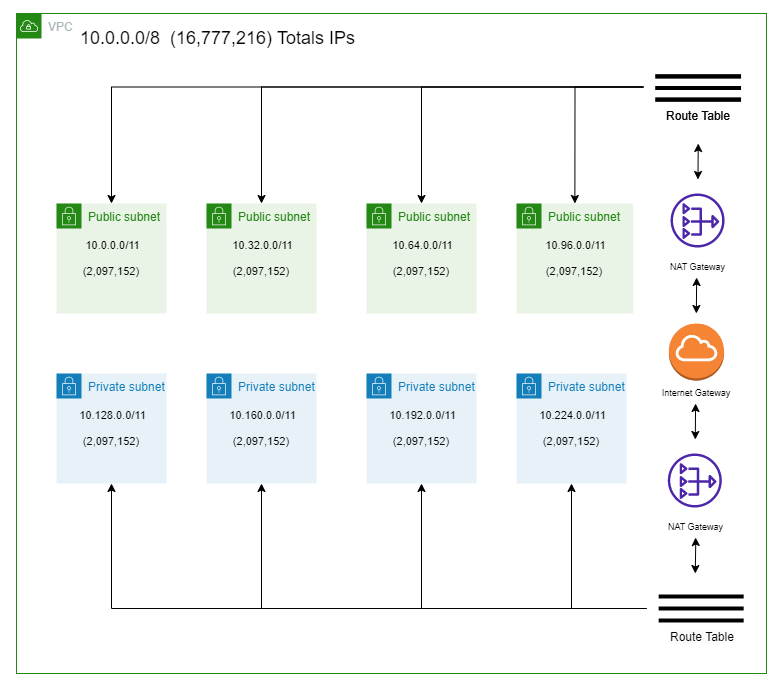 VPC
10.0.0.0/8 (16,777,216) Totals IPs
Route Table
Public subnet
10.0.0.0/11
(2,097,152)
Public subnet
10.32.0.0/11
(2,097,152)
Public subnet
10.64.0.0/11
(2,097,152)
Public subnet
10.96.0.0/11
(2,097,152)
NAT Gateway
Internet Gateway
Private subnet
10.128.0.0/11
(2,097,152)
Private subnet
10.160.0.0/11
(2,097,152)
Private subnet
10.192.0.0/11
(2,097,152)
Private subnet
10.224.0.0/11
(2,097,152)
NAT Gateway
Route Table